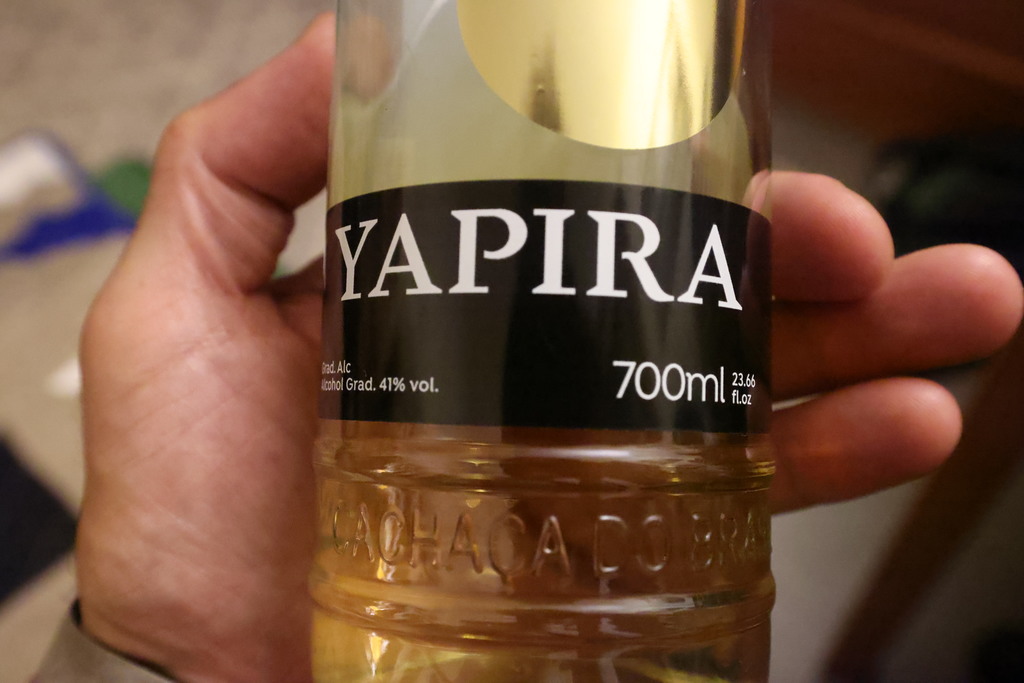 YAPIRA
Grad. Alc
Alcohol Grad. 41% vol.
700ml
23.66
fl.oz
CACHAÇA DO BRA